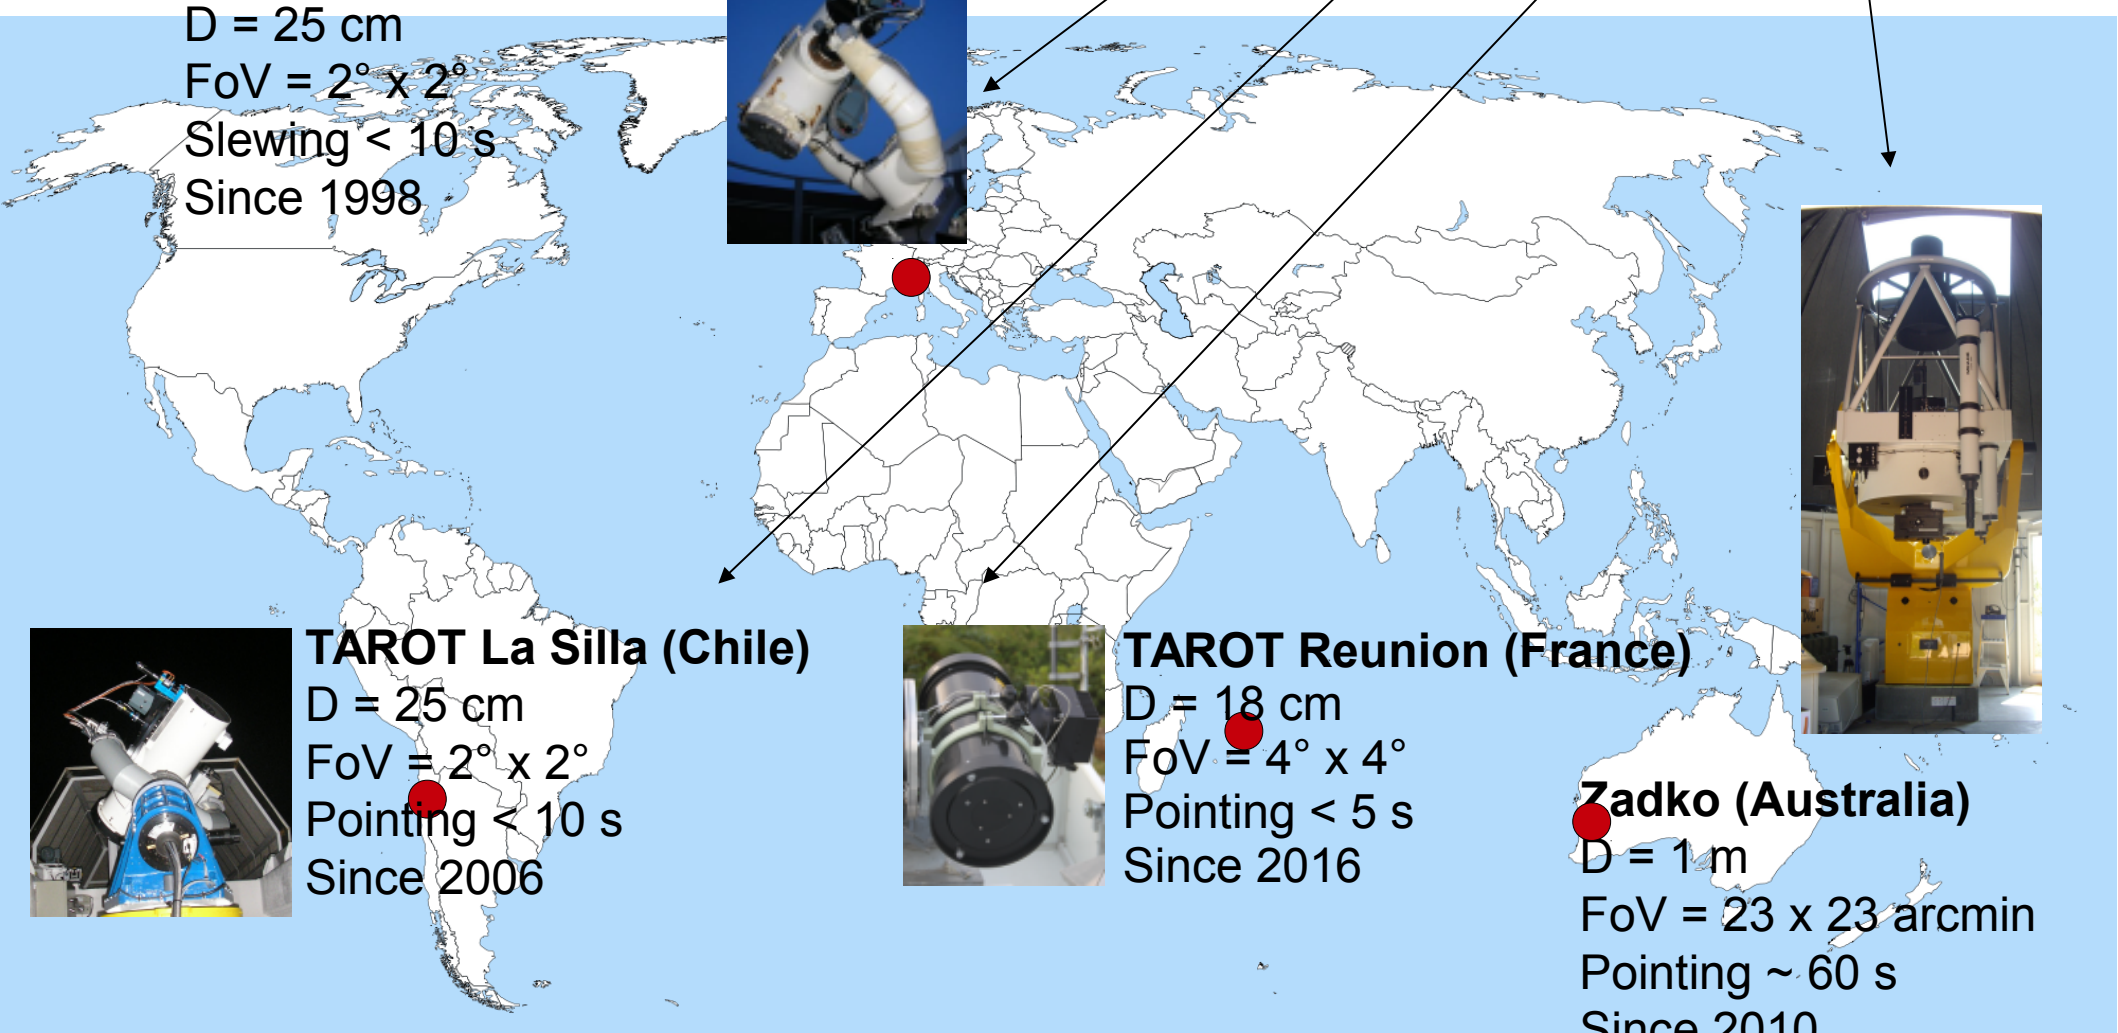 D = 25 cm
FoV = 2° x 2°
Slewing < 10 s
Since 1998
TAROT La Silla (Chile)
D = 25 cm
FoV = 2° x 2°
Pointing < 10 s
Since 2006
TAROT Reunion (France)
D = 18 cm
FoV = 4° x 4°
Pointing < 5 s
Since 2016
Zadko (Australia)
D = 1 m
FoV = 23 x 23 arcmin
Pointing ~ 60 s
Since 2010